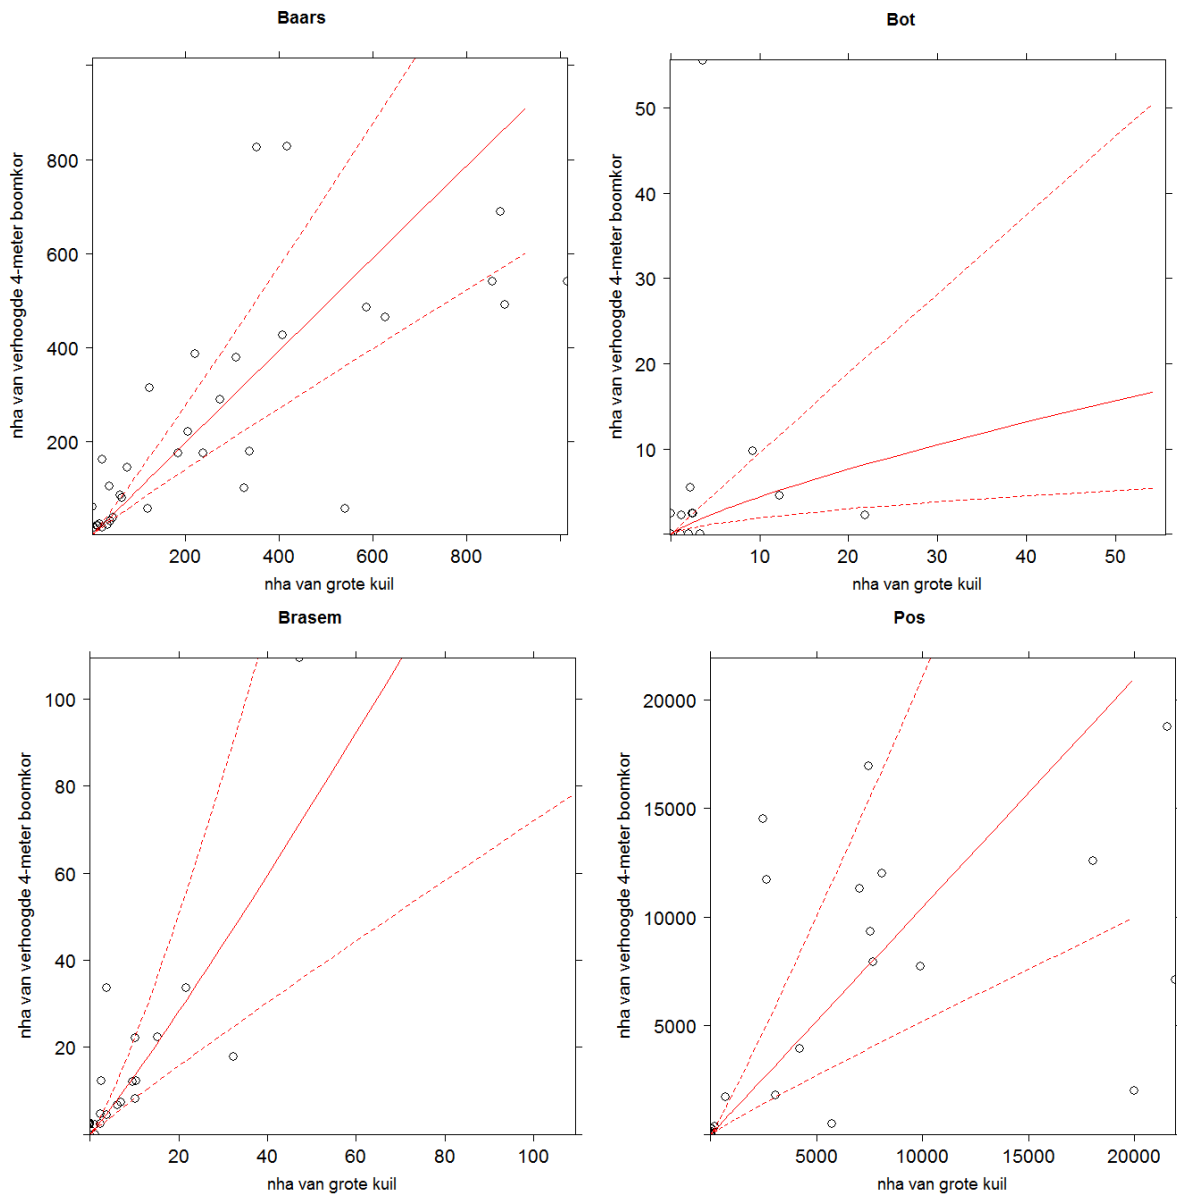 Baars
nha van verhoogde 4-meter boomkor
800
600
400
200
200 400 600 800
nha van grote kuil
Bot
nha van verhoogde 4-meter boomkor
50
40
30
20
10
10 20 30 40 50
nha van grote kuil
Brasem
nha van verhoogde 4-meter boomkor
100
80
60
40
20
20 40 60 80 100
nha van grote kuil
Pos
nha van verhoogde 4-meter boomkor
20000
15000
10000
5000
5000 10000 15000 20000
nha van grote kuil